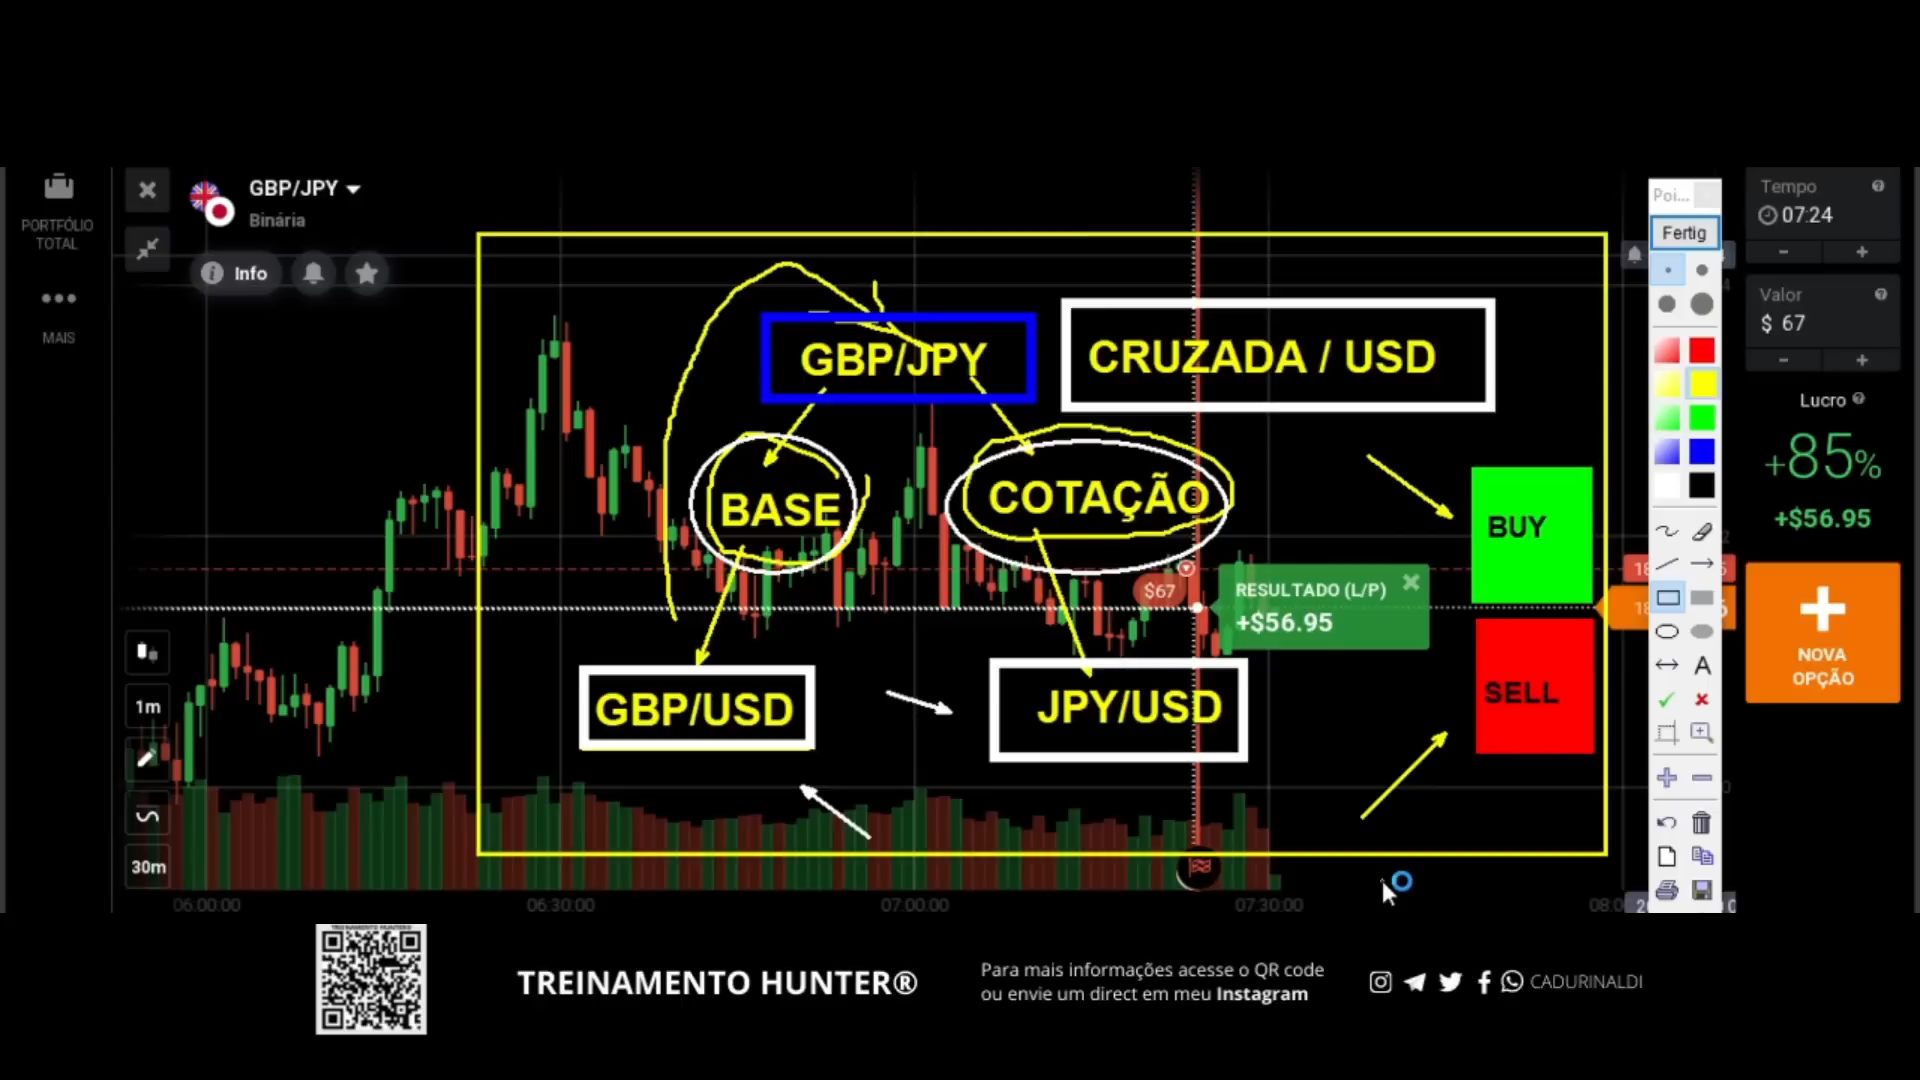 PORTFÓLIO
TOTAL
MAIS
GBP/JPY
Binária
Info
GBP/JPY
CRUZADA / USD
BASE
COTAÇÃO
BUY
SELL
$67
RESULTADO (L/P)
+$56.95
GBP/USD
JPY/USD
1m
30m
06:00:00
06:30:00
07:00:00
07:30:00
Poi...
Fertig
A
Tempo
07:24
Valor
$ 67
Lucro
+85%
+$56.95
NOVA
OPÇÃO
TREINAMENTO HUNTER®
Para mais informações acesse o QR code
ou envie um direct em meu Instagram
CADURINALDI